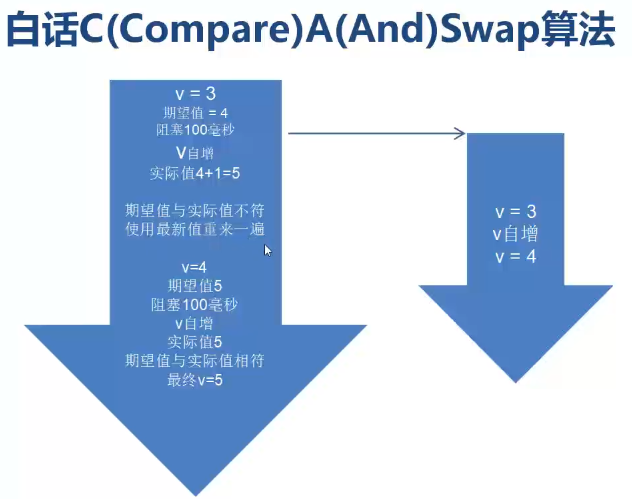 白话C(Compare)A(And)Swap算法
v = 3
期望值 = 4
阻塞100毫秒
V自增
实际值4+1=5
期望值与实际值不符
使用最新值重来一遍
v=4
期望值5
阻塞100毫秒
v自增
实际值5
期望值与实际值相符
最终v=5
v = 3
v自增
v = 4